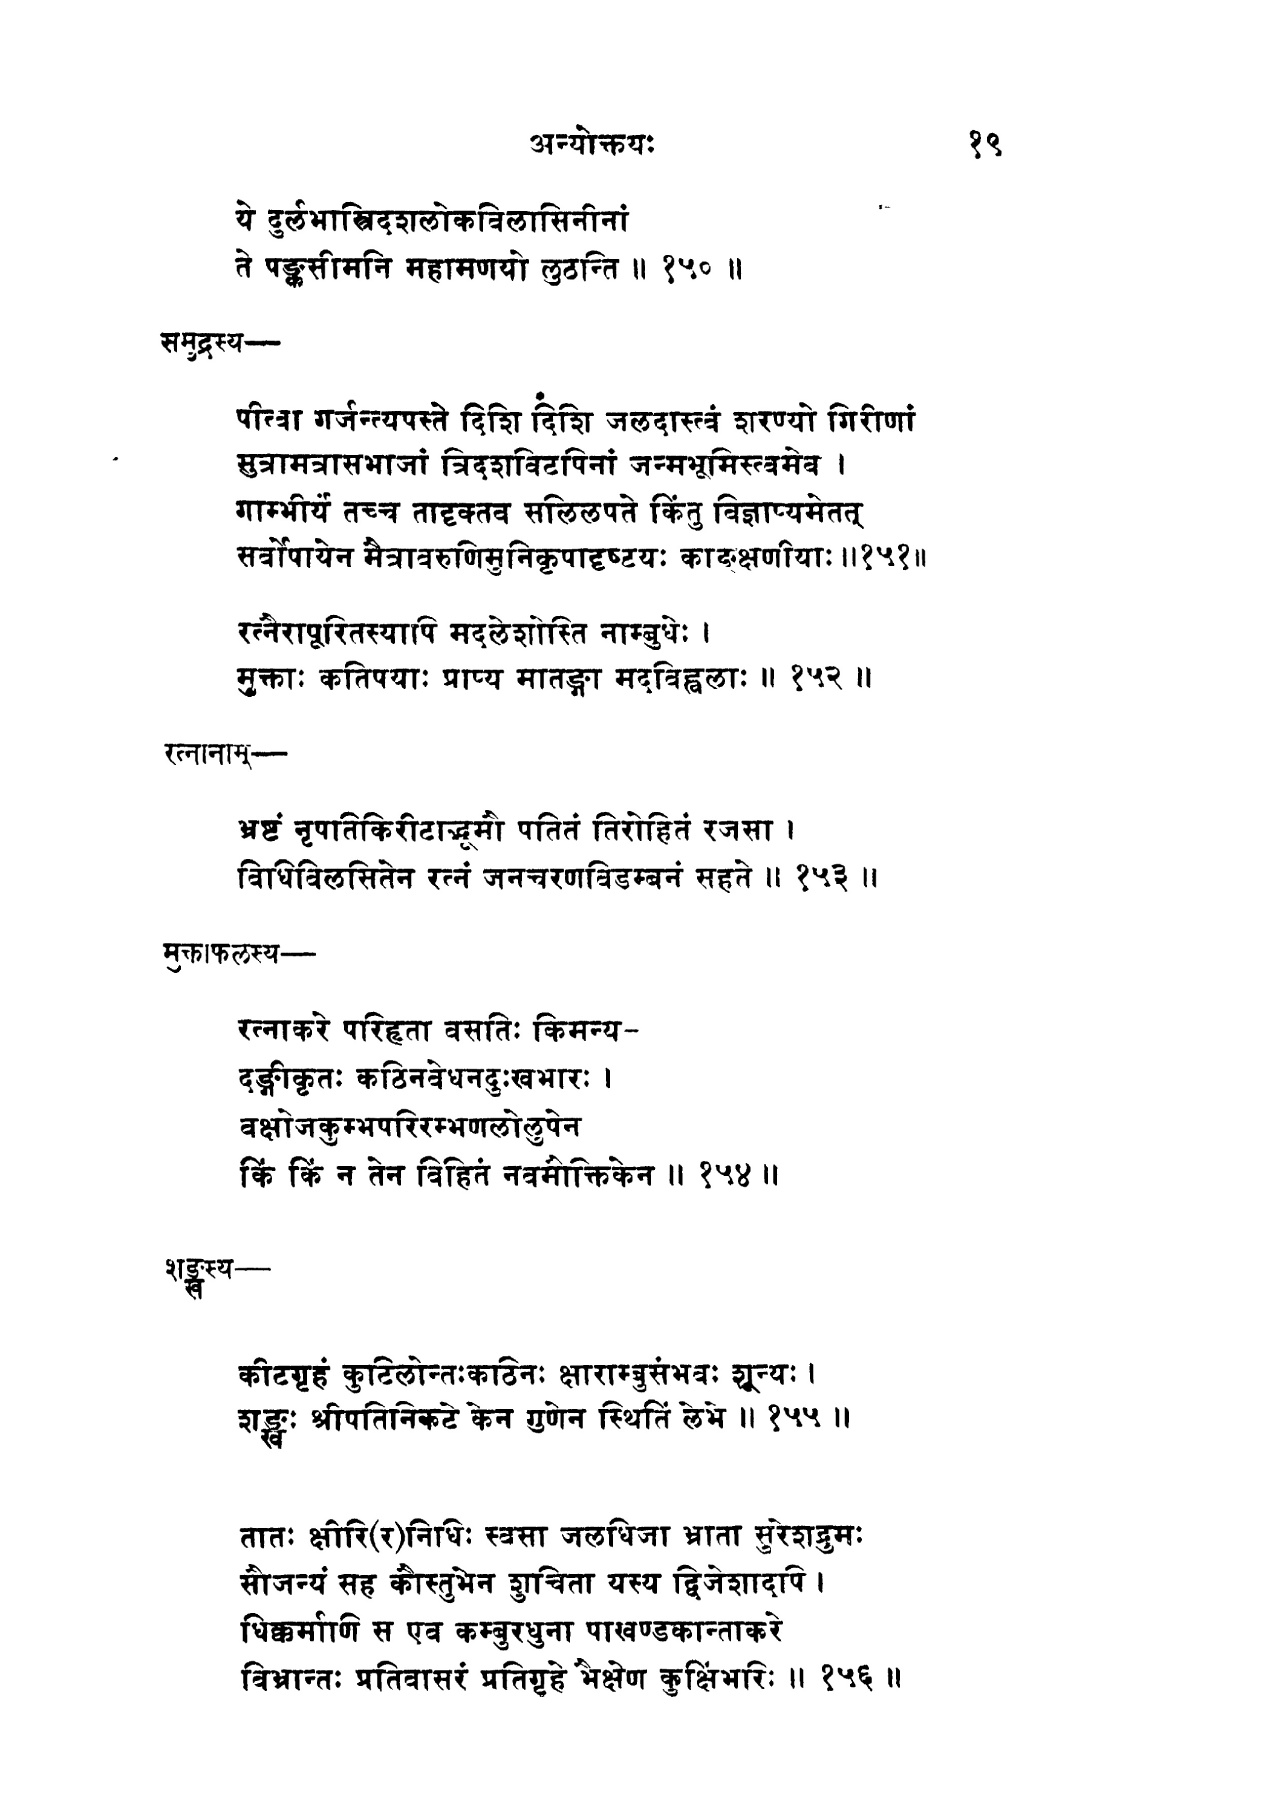 अन्योक्तयः १९
ये दुर्लभास्त्रिदशलोकविलासिनीनां
ते पङ्कसीमनि महामणयो लुठन्ति ॥ १५० ॥
समुद्रस्य—
पीत्वा गर्जन्त्यपस्ते दिशि दिशि जलदास्त्वं शरण्यो गिरीणां
सुत्रामत्रासभाजां त्रिदशविटपिनां जन्मभूमिस्त्वमेव ।
गाम्भीर्यं तच्च तादृक्तव सलिलपते किंतु विज्ञाप्यमेतत्
सर्वोपायेन मैत्रावरुणिमुनिकृपादृष्टयः काङ्क्षणीयाः ॥१५१॥
रत्नैरापूरितस्यापि मदलेशोस्ति नाम्बुधेः ।
मुक्ताः कतिपयाः प्राप्य मातङ्गा मदविह्वलाः ॥ १५२ ॥
रत्नानाम्—
भ्रष्टं नृपातिकिरीटाद्भूमौ पतितं तिरोहितं रजसा ।
विधिविलसितेन रत्नं जनचरणविडम्बनं सहते ॥ १५३ ॥
मुक्ताफलस्य—
रत्नाकरे परिहृता वसतिः किमन्य-
दङ्गीकृतः कठिनवेधनदुःखभारः ।
वक्षोजकुम्भपरिरम्भणलोलुपेन
किं किं न तेन विहितं नवमौक्तिकेन ॥ १५४ ॥
शङ्खस्य—
कीटगृहं कुटिलोन्तःकठिनः क्षाराम्बुसंभवः शून्यः ।
शङ्खः श्रीपतिनिकटे केन गुणेन स्थितिं लेभे ॥ १५५ ॥
तातः क्षीरि(र)निधिः स्वसा जलधिजा भ्राता सुरेशद्रुमः
सौजन्यं सह कौस्तुभेन शुचिता यस्य द्विजेशादपि ।
धिक्कर्माणि स एव कम्बुरधुना पाखण्डकान्ताकरे
विभ्रान्तः प्रतिवासरं प्रतिगृहे भैक्षेण कुक्षिंभरिः ॥ १५६ ॥